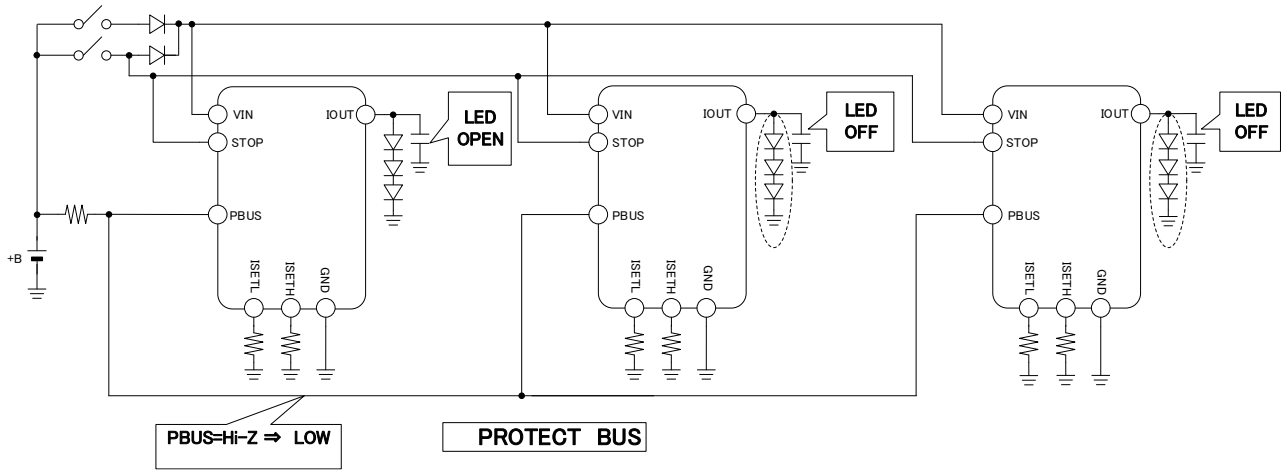 VIN
IOUT
STOP
LED
OPEN
PBUS
ISETL
ISETH
GND
VIN
IOUT
STOP
LED
OFF
PBUS
ISETL
ISETH
GND
VIN
IOUT
STOP
LED
OFF
PBUS
ISETL
ISETH
GND
+B
PBUS=Hi-Z ⇒ LOW
PROTECT BUS